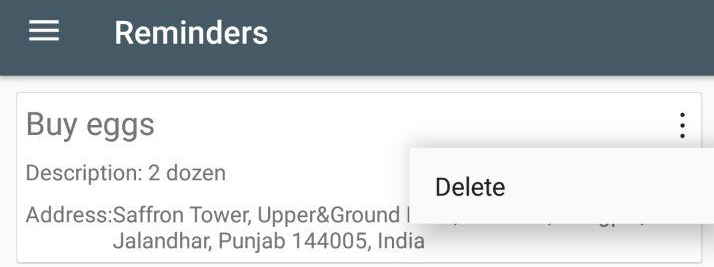 Reminders
Buy eggs
Description: 2 dozen
Delete
Address:Saffron Tower, Upper&Ground
Jalandhar, Punjab 144005, India